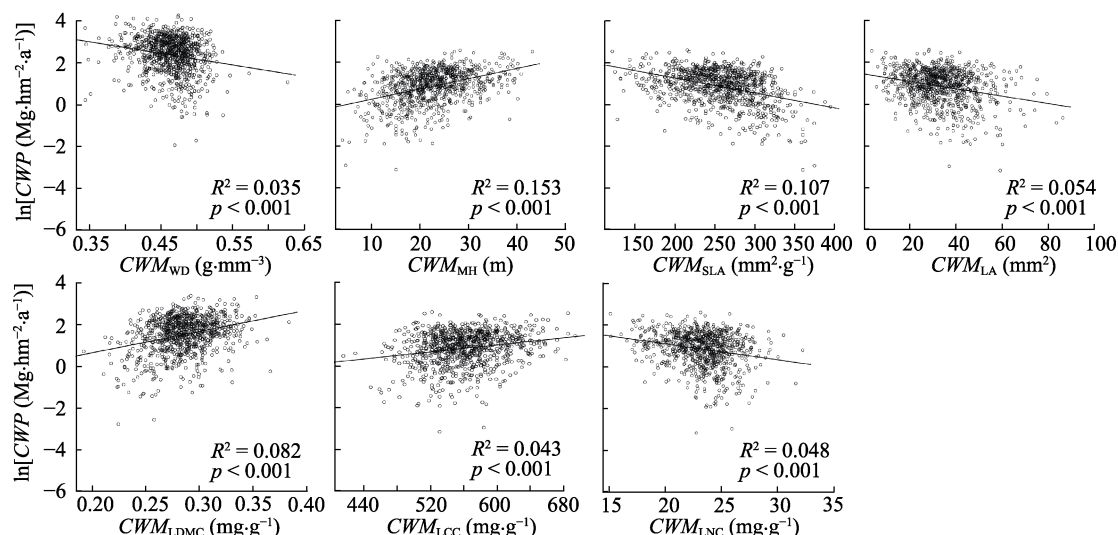 ln[CWP (Mg·hm⁻²·a⁻¹)]
4
2
0
−2
−4
−6
R² = 0.035
p < 0.001
0.35 0.45 0.55 0.65
CWM_WD (g·mm⁻³)
R² = 0.153
p < 0.001
10 20 30 40 50
CWM_MH (m)
R² = 0.107
p < 0.001
150 200 250 300 350 400
CWM_SLA (mm²·g⁻¹)
R² = 0.054
p < 0.001
0 20 40 60 80 100
CWM_LA (mm²)
ln[CWP (Mg·hm⁻²·a⁻¹)]
4
2
0
−2
−4
−6
R² = 0.082
p < 0.001
0.20 0.25 0.30 0.35 0.40
CWM_LDMC (mg·g⁻¹)
R² = 0.043
p < 0.001
440 520 600 680
CWM_LCC (mg·g⁻¹)
R² = 0.048
p < 0.001
15 20 25 30
CWM_LNC (mg·g⁻¹)